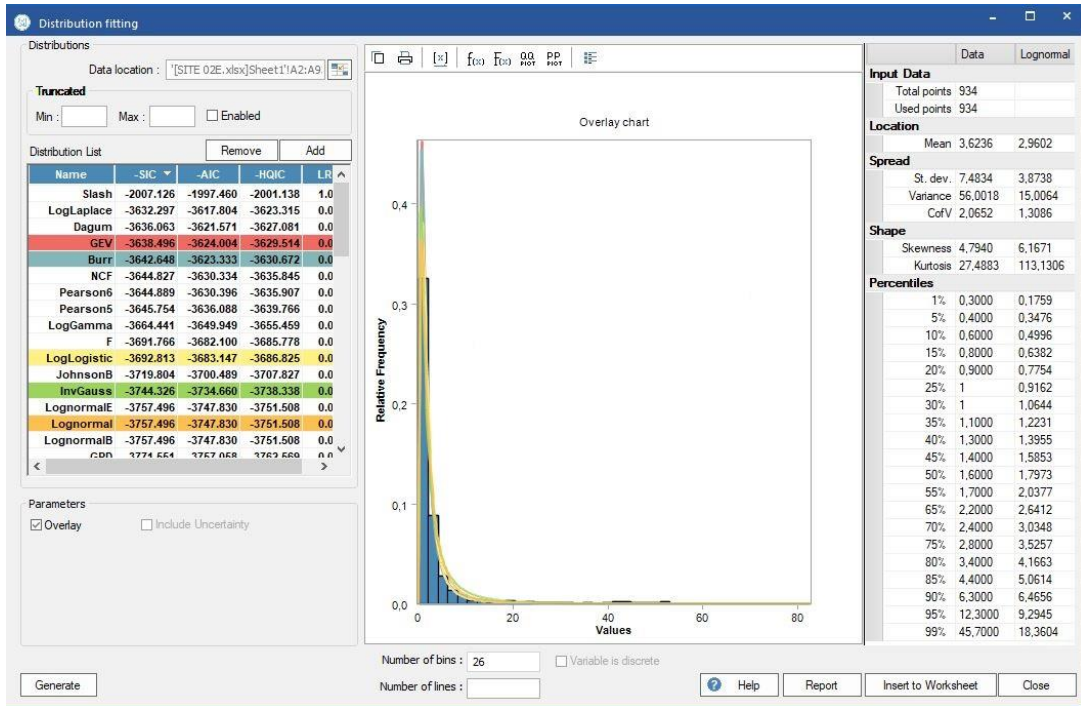 Distribution fitting
Distributions
Data location : '[SITE 02E.xlsx]Sheet1'!A2:A9
Truncated
Min : Max : Enabled
Distribution List Remove Add
Name -SIC -AIC -HQIC LR
Slash -2007.126 -1997.460 -2001.138 1.0
LogLaplace -3632.297 -3617.804 -3623.315 0.0
Dagum -3636.063 -3621.571 -3627.081 0.0
GEV -3638.496 -3624.004 -3629.514 0.0
Burr -3642.648 -3623.333 -3630.672 0.0
NCF -3644.827 -3630.334 -3635.845 0.0
Pearson6 -3644.889 -3630.396 -3635.907 0.0
Pearson5 -3645.754 -3636.088 -3639.766 0.0
LogGamma -3664.441 -3649.949 -3655.459 0.0
F -3691.766 -3682.100 -3685.778 0.0
LogLogistic -3692.813 -3683.147 -3686.825 0.0
JohnsonB -3719.804 -3700.489 -3707.827 0.0
InvGauss -3744.326 -3734.660 -3738.338 0.0
LognormalE -3757.496 -3747.830 -3751.508 0.0
Lognormal -3757.496 -3747.830 -3751.508 0.0
LognormalB -3757.496 -3747.830 -3751.508 0.0
GPD -3771.551 -3757.058 -3762.569 0.0
Parameters
Overlay Include Uncertainty
Generate
[x] f(x) F(x) QQ PLOT PP PLOT
Overlay chart
Relative Frequency
0,4
0,3
0,2
0,1
0,0
0 20 40 60 80
Values
Number of bins : 26 Variable is discrete
Number of lines :
Help Report Insert to Worksheet Close
Data Lognormal
Input Data
Total points 934
Used points 934
Location
Mean 3,6236 2,9602
Spread
St. dev. 7,4834 3,8738
Variance 56,0018 15,0064
CofV 2,0652 1,3086
Shape
Skewness 4,7940 6,1671
Kurtosis 27,4883 113,1306
Percentiles
1% 0,3000 0,1759
5% 0,4000 0,3476
10% 0,6000 0,4996
15% 0,8000 0,6382
20% 0,9000 0,7754
25% 1 0,9162
30% 1 1,0644
35% 1,1000 1,2231
40% 1,3000 1,3955
45% 1,4000 1,5853
50% 1,6000 1,7973
55% 1,7000 2,0377
65% 2,2000 2,6412
70% 2,4000 3,0348
75% 2,8000 3,5257
80% 3,4000 4,1663
85% 4,4000 5,0614
90% 6,3000 6,4656
95% 12,3000 9,2945
99% 45,7000 18,3604